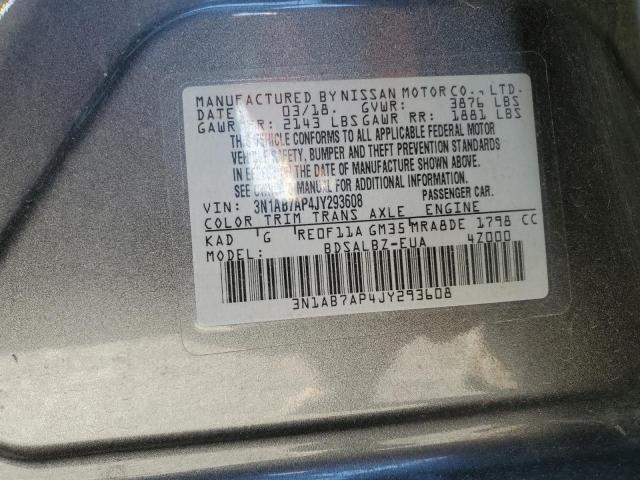 MANUFACTURED BY NISSAN MOTOR CO., LTD.
DATE 03/18. GVWR: 3876 LBS
GAWR FR: 2143 LBS GAWR RR: 1881 LBS
THIS VEHICLE CONFORMS TO ALL APPLICABLE FEDERAL MOTOR
VEHICLE SAFETY, BUMPER AND THEFT PREVENTION STANDARDS
IN EFFECT ON THE DATE OF MANUFACTURE SHOWN ABOVE.
SEE OWNER'S MANUAL FOR ADDITIONAL INFORMATION.
VIN: 3N1AB7AP4JY293608 PASSENGER CAR.
COLOR TRIM TRANS AXLE ENGINE
KAD G RE0F11A GM35 MRA8DE 1798 CC
MODEL: BDSALBZ-EUA 4Z000
3N1AB7AP4JY293608